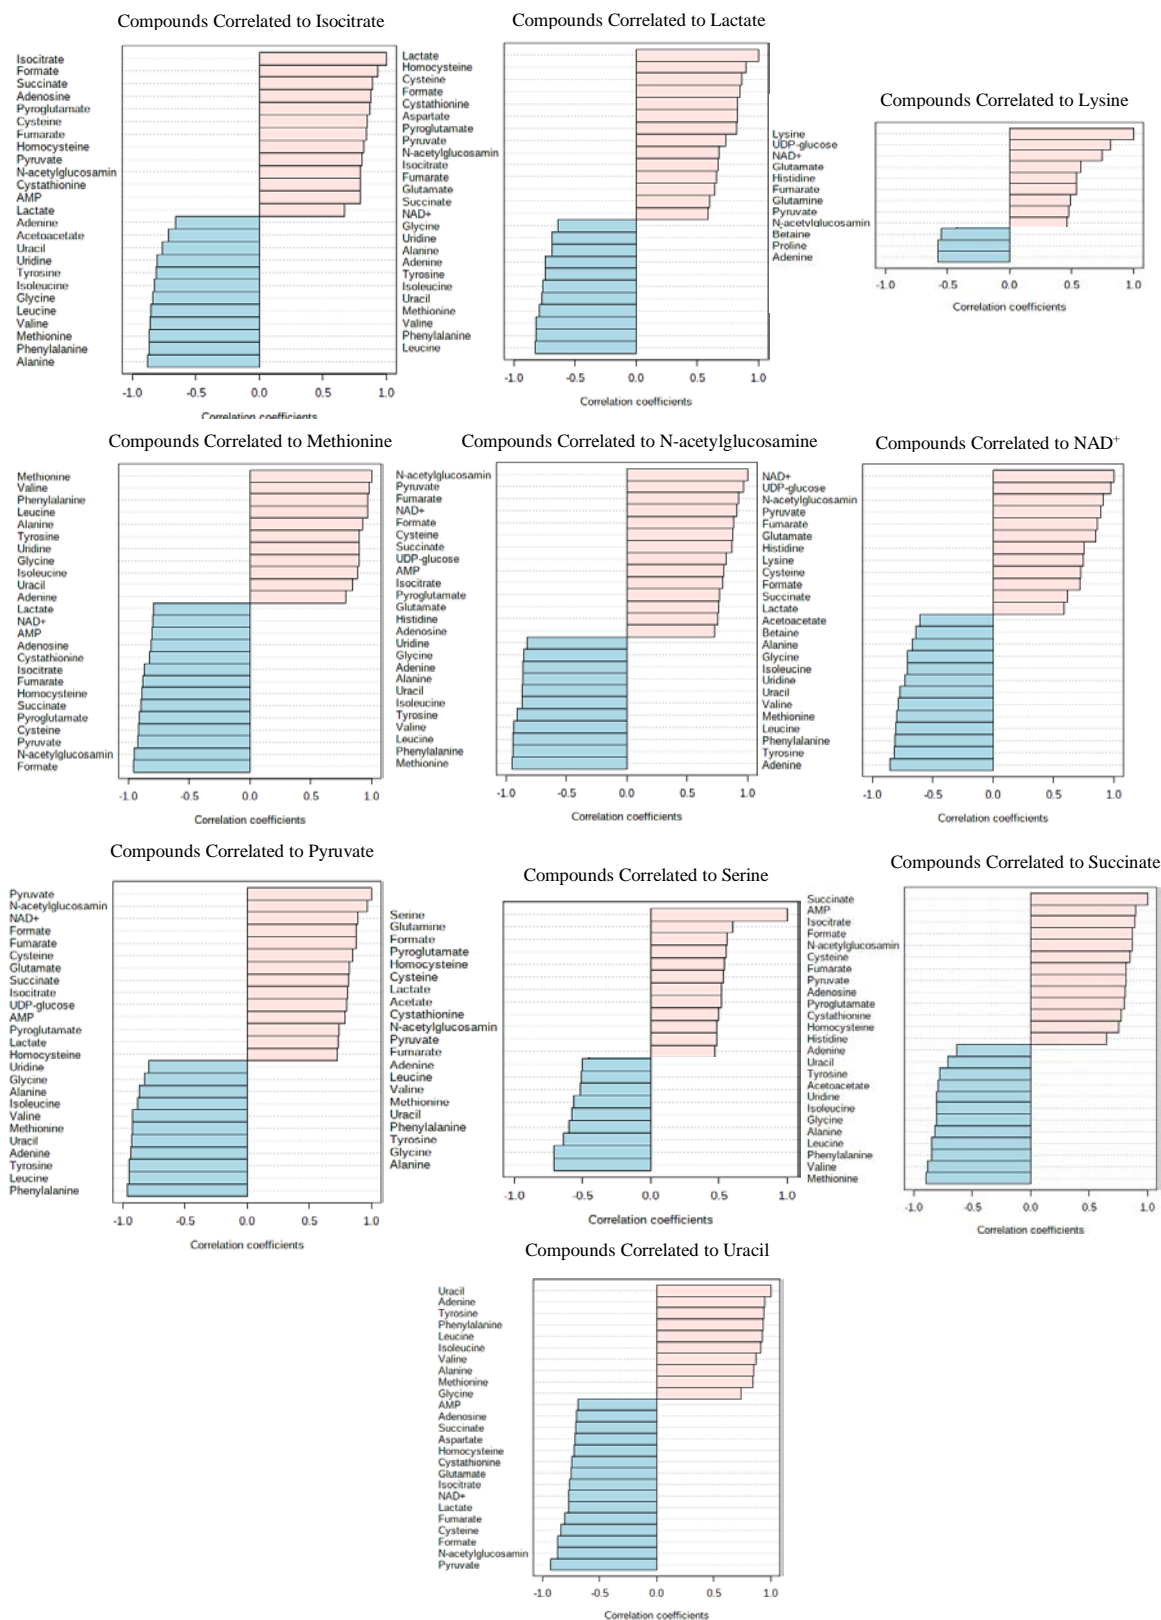 Compounds Correlated to Isocitrate
Isocitrate
Formate
Succinate
Adenosine
Pyroglutamate
Cysteine
Fumarate
Homocysteine
Pyruvate
N-acetylglucosamin
Cystathionine
AMP
Lactate
Adenine
Acetoacetate
Uracil
Uridine
Tyrosine
Isoleucine
Glycine
Leucine
Valine
Methionine
Phenylalanine
Alanine
-1.0 -0.5 0.0 0.5 1.0
Correlation coefficients
Compounds Correlated to Lactate
Lactate
Homocysteine
Cysteine
Formate
Cystathionine
Aspartate
Pyroglutamate
Pyruvate
N-acetylglucosamin
Isocitrate
Fumarate
Glutamate
Succinate
NAD+
Glycine
Uridine
Alanine
Adenine
Tyrosine
Isoleucine
Uracil
Methionine
Valine
Phenylalanine
Leucine
-1.0 -0.5 0.0 0.5 1.0
Correlation coefficients
Compounds Correlated to Lysine
Lysine
UDP-glucose
NAD+
Glutamate
Histidine
Fumarate
Glutamine
Pyruvate
N-acetylglucosamin
Betaine
Proline
Adenine
-1.0 -0.5 0.0 0.5 1.0
Correlation coefficients
Compounds Correlated to Methionine
Methionine
Valine
Phenylalanine
Leucine
Alanine
Tyrosine
Uridine
Glycine
Isoleucine
Uracil
Adenine
Lactate
NAD+
AMP
Adenosine
Cystathionine
Isocitrate
Fumarate
Homocysteine
Succinate
Pyroglutamate
Cysteine
Pyruvate
N-acetylglucosamin
Formate
-1.0 -0.5 0.0 0.5 1.0
Correlation coefficients
Compounds Correlated to N-acetylglucosamine
N-acetylglucosamin
Pyruvate
Fumarate
NAD+
Formate
Cysteine
Succinate
UDP-glucose
AMP
Isocitrate
Pyroglutamate
Glutamate
Histidine
Adenosine
Uridine
Glycine
Adenine
Alanine
Uracil
Isoleucine
Tyrosine
Valine
Leucine
Phenylalanine
Methionine
-1.0 -0.5 0.0 0.5 1.0
Correlation coefficients
Compounds Correlated to NAD⁺
NAD+
UDP-glucose
N-acetylglucosamin
Pyruvate
Fumarate
Glutamate
Histidine
Lysine
Cysteine
Formate
Succinate
Lactate
Acetoacetate
Betaine
Alanine
Glycine
Isoleucine
Uridine
Uracil
Valine
Methionine
Leucine
Phenylalanine
Tyrosine
Adenine
-1.0 -0.5 0.0 0.5 1.0
Correlation coefficients
Compounds Correlated to Pyruvate
Pyruvate
N-acetylglucosamin
NAD+
Formate
Fumarate
Cysteine
Glutamate
Succinate
Isocitrate
UDP-glucose
AMP
Pyroglutamate
Lactate
Homocysteine
Uridine
Glycine
Alanine
Isoleucine
Valine
Methionine
Uracil
Adenine
Tyrosine
Leucine
Phenylalanine
-1.0 -0.5 0.0 0.5 1.0
Correlation coefficients
Compounds Correlated to Serine
Serine
Glutamine
Formate
Pyroglutamate
Homocysteine
Cysteine
Lactate
Acetate
Cystathionine
N-acetylglucosamin
Pyruvate
Fumarate
Adenine
Leucine
Valine
Methionine
Uracil
Phenylalanine
Tyrosine
Glycine
Alanine
-1.0 -0.5 0.0 0.5 1.0
Correlation coefficients
Compounds Correlated to Succinate
Succinate
AMP
Isocitrate
Formate
N-acetylglucosamin
Cysteine
Fumarate
Pyruvate
Adenosine
Pyroglutamate
Cystathionine
Homocysteine
Histidine
Adenine
Uracil
Tyrosine
Acetoacetate
Uridine
Isoleucine
Glycine
Alanine
Leucine
Phenylalanine
Valine
Methionine
-1.0 -0.5 0.0 0.5 1.0
Correlation coefficients
Compounds Correlated to Uracil
Uracil
Adenine
Tyrosine
Phenylalanine
Leucine
Isoleucine
Valine
Alanine
Methionine
Glycine
AMP
Adenosine
Succinate
Aspartate
Homocysteine
Cystathionine
Glutamate
Isocitrate
NAD+
Lactate
Fumarate
Cysteine
Formate
N-acetylglucosamin
Pyruvate
-1.0 -0.5 0.0 0.5 1.0
Correlation coefficients